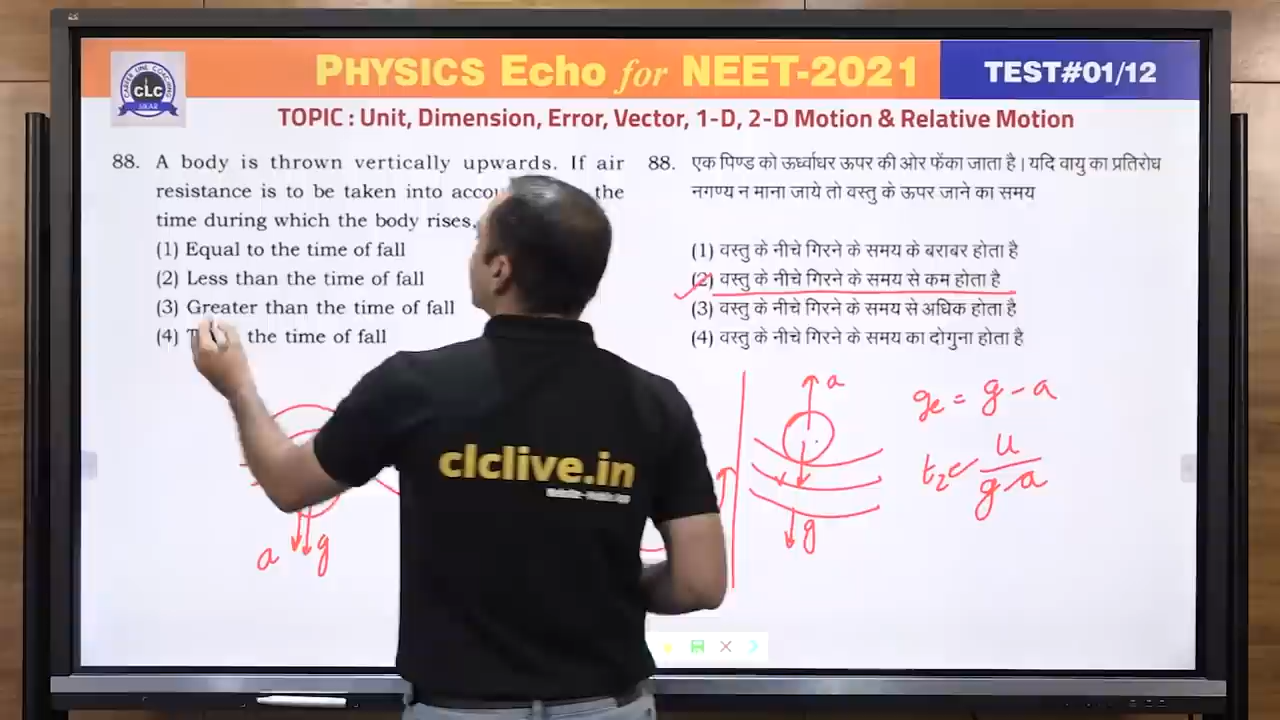 PHYSICS Echo for NEET-2021
TEST#01/12
CLC
SIKAR
TOPIC : Unit, Dimension, Error, Vector, 1-D, 2-D Motion & Relative Motion
88. A body is thrown vertically upwards. If air
resistance is to be taken into the
time during which the body rises,
(1) Equal to the time of fall
(2) Less than the time of fall
(3) Greater than the time of fall
(4) the time of fall
88. एक पिण्ड को ऊर्ध्वाधर ऊपर की ओर फेंका जाता है। यदि वायु का प्रतिरोध
नगण्य न माना जाये तो वस्तु के ऊपर जाने का समय
(1) वस्तु के नीचे गिरने के समय के बराबर होता है
(2) वस्तु के नीचे गिरने के समय से कम होता है
(3) वस्तु के नीचे गिरने के समय से अधिक होता है
(4) वस्तु के नीचे गिरने के समय का दोगुना होता है
a g
a
g
ge = g - a
t2 = u
g-a
clclive.in